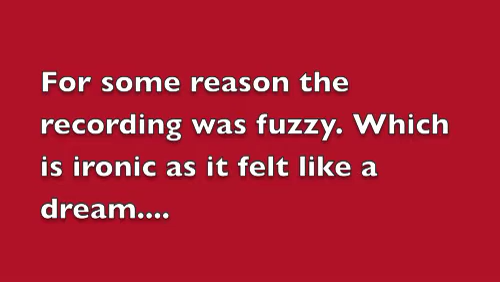 For some reason the
recording was fuzzy. Which
is ironic as it felt like a
dream....